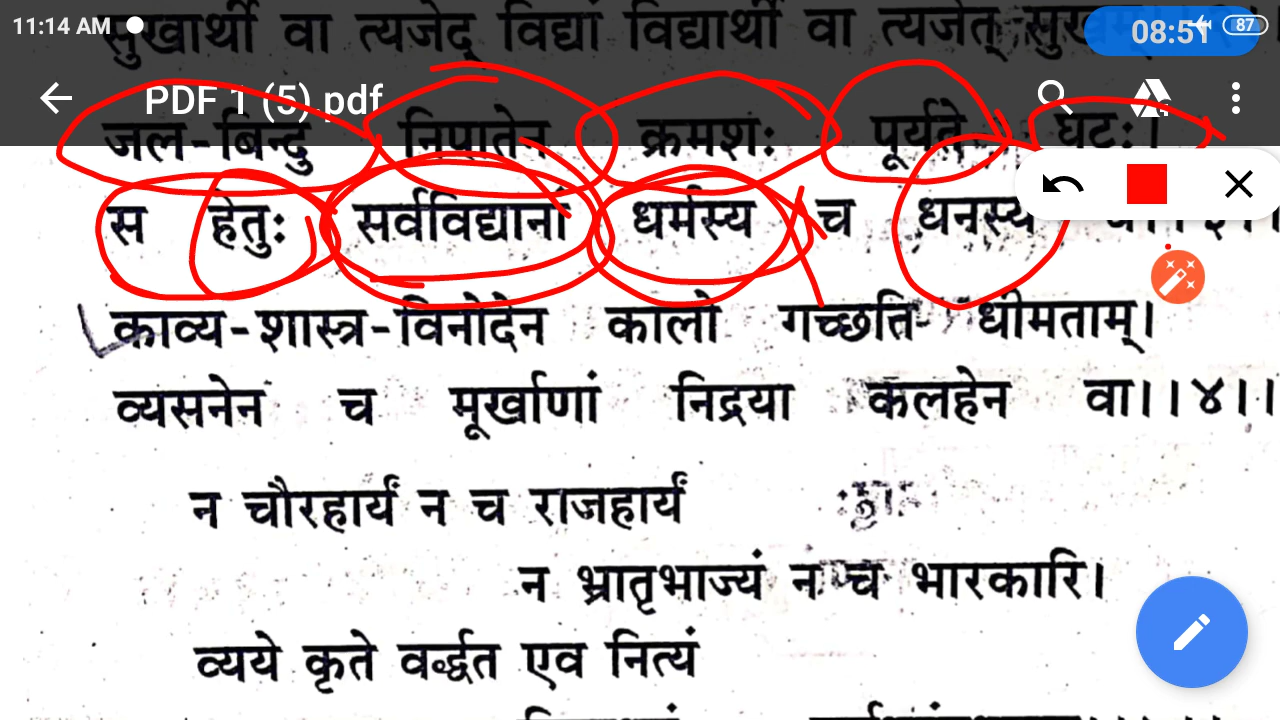 11:14 AM 08:51 87
सुखार्थी वा त्यजेद् विद्यां विद्यार्थी वा त्यजेत्
PDF 1 (5).pdf
जल-बिन्दु निपातेन क्रमशः पूर्यते घटः।
स हेतुः सर्वविद्यानां धर्मस्य च धनस्य
काव्य-शास्त्र-विनोदेन कालो गच्छति धीमताम्।
व्यसनेन च मूर्खाणां निद्रया कलहेन वा।।४।।
न चौरहार्यं न च राजहार्यं
न भ्रातृभाज्यं न च भारकारि।
व्यये कृते वर्द्धत एव नित्यं